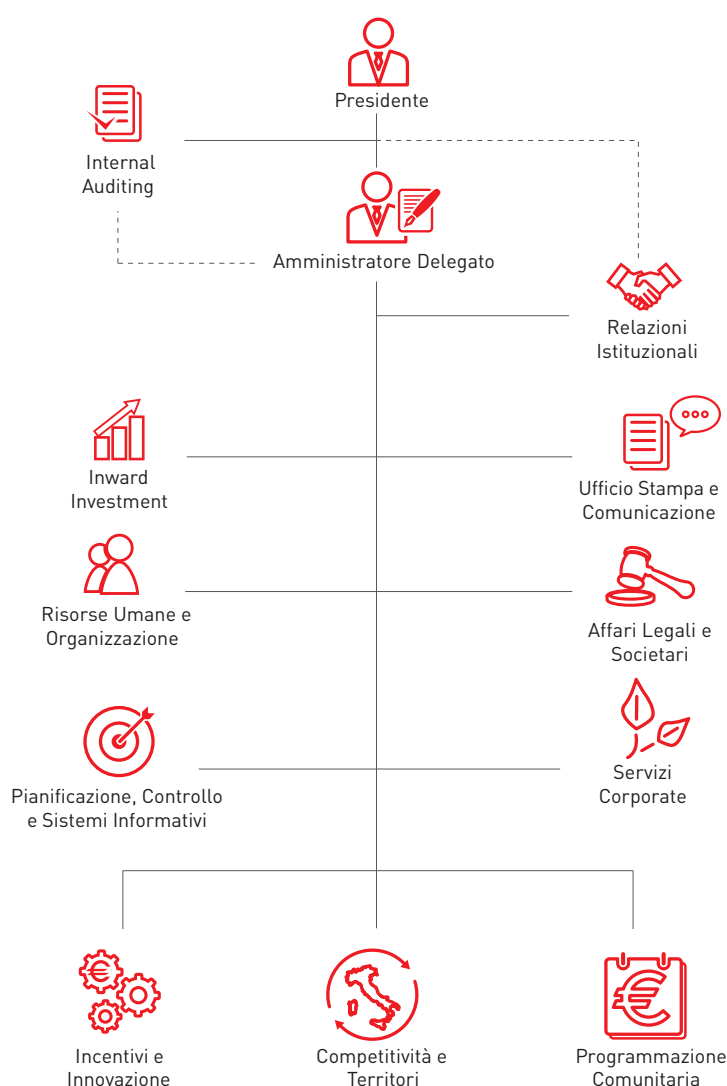 Presidente
Internal
Auditing
Amministratore Delegato
Relazioni
Istituzionali
Inward
Investment
Ufficio Stampa e
Comunicazione
Risorse Umane e
Organizzazione
Affari Legali e
Societari
Pianificazione, Controllo
e Sistemi Informativi
Servizi
Corporate
Incentivi e
Innovazione
Competitività e
Territori
Programmazione
Comunitaria